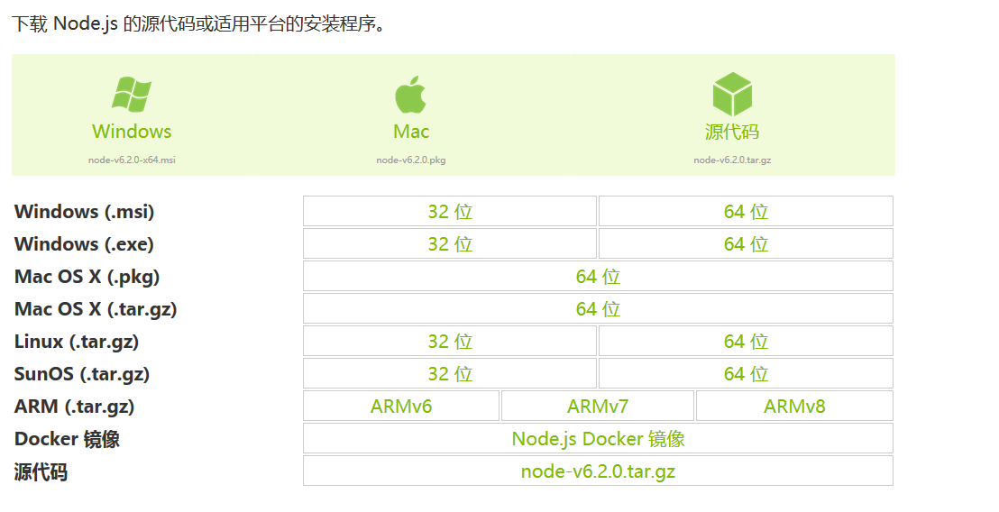 下载 Node.js 的源代码或适用平台的安装程序。
Windows Mac 源代码
node-v6.2.0-x64.msi node-v6.2.0.pkg node-v6.2.0.tar.gz
Windows (.msi) 32 位 64 位
Windows (.exe) 32 位 64 位
Mac OS X (.pkg) 64 位
Mac OS X (.tar.gz) 64 位
Linux (.tar.gz) 32 位 64 位
SunOS (.tar.gz) 32 位 64 位
ARM (.tar.gz) ARMv6 ARMv7 ARMv8
Docker 镜像 Node.js Docker 镜像
源代码 node-v6.2.0.tar.gz